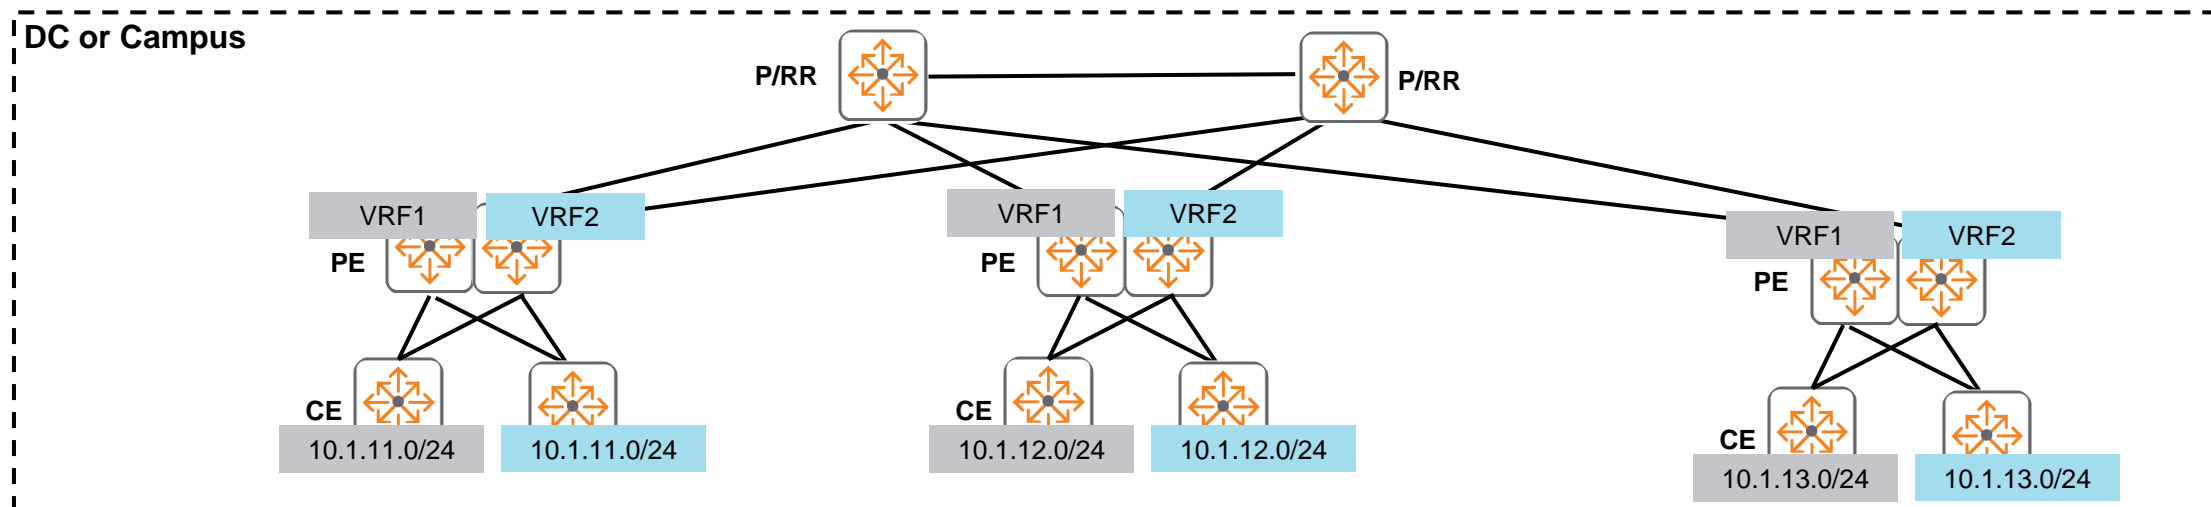 DC or Campus
P/RR
P/RR
VRF1
VRF2
VRF1
VRF2
VRF1
VRF2
PE
PE
PE
CE
CE
CE
10.1.11.0/24
10.1.11.0/24
10.1.12.0/24
10.1.12.0/24
10.1.13.0/24
10.1.13.0/24